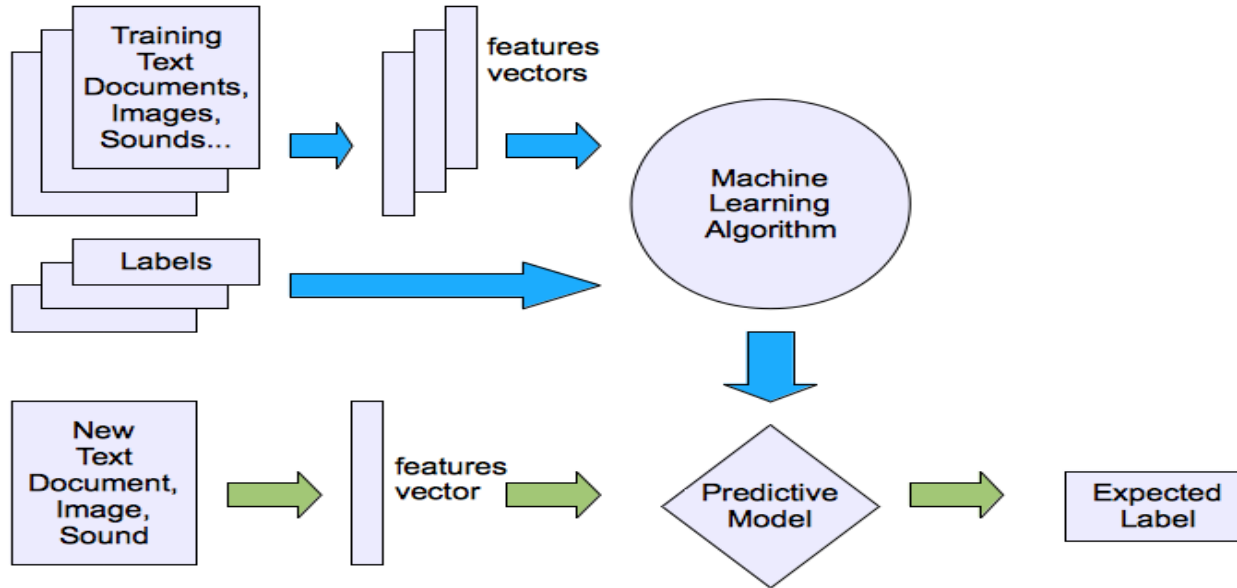 Training
Text
Documents,
Images,
Sounds...
features
vectors
Machine
Learning
Algorithm
Labels
New
Text
Document,
Image,
Sound
features
vector
Predictive
Model
Expected
Label